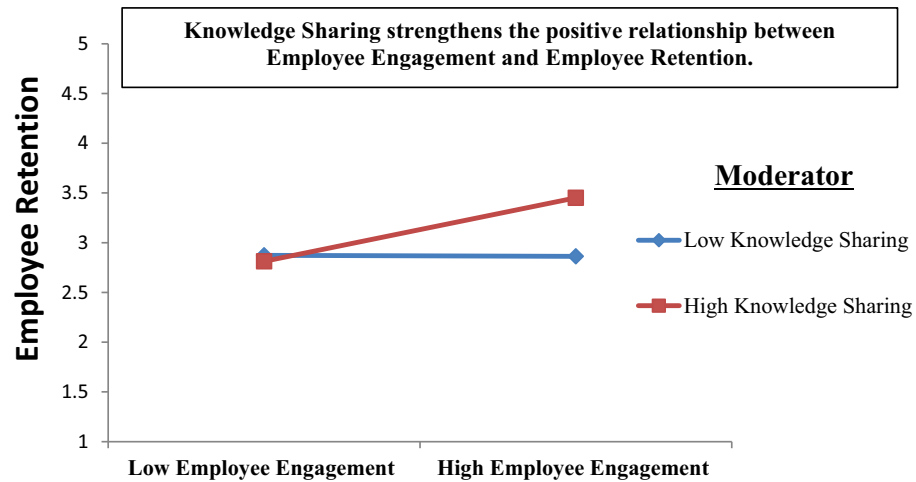 Knowledge Sharing strengthens the positive relationship between
Employee Engagement and Employee Retention.
5
4.5
4
3.5
3
2.5
2
1.5
1
Employee Retention
Low Employee Engagement
High Employee Engagement
Moderator
Low Knowledge Sharing
High Knowledge Sharing